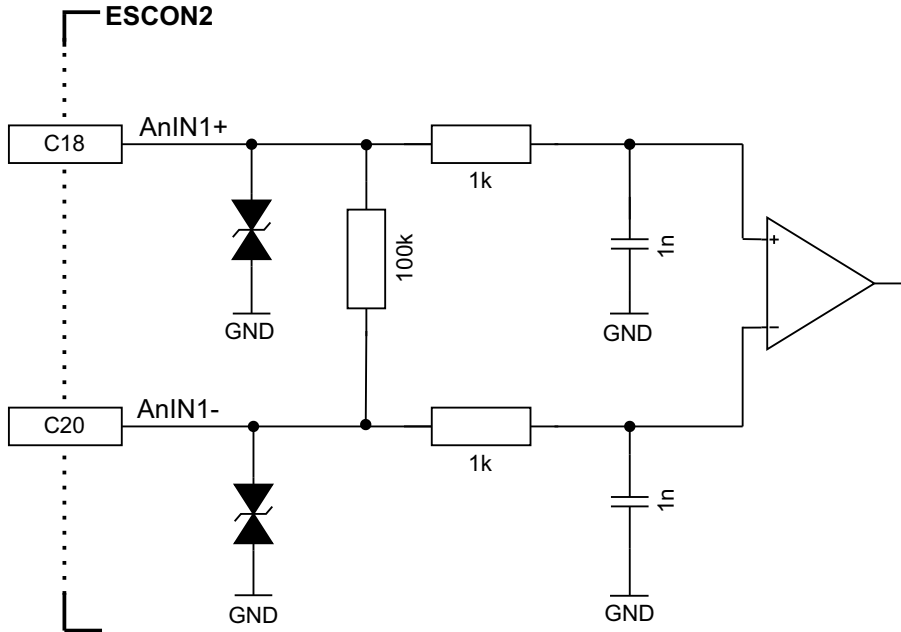 ESCON2
C18
AnIN1+
1k
100k
1n
+
GND
GND
−
C20
AnIN1-
1k
1n
GND
GND